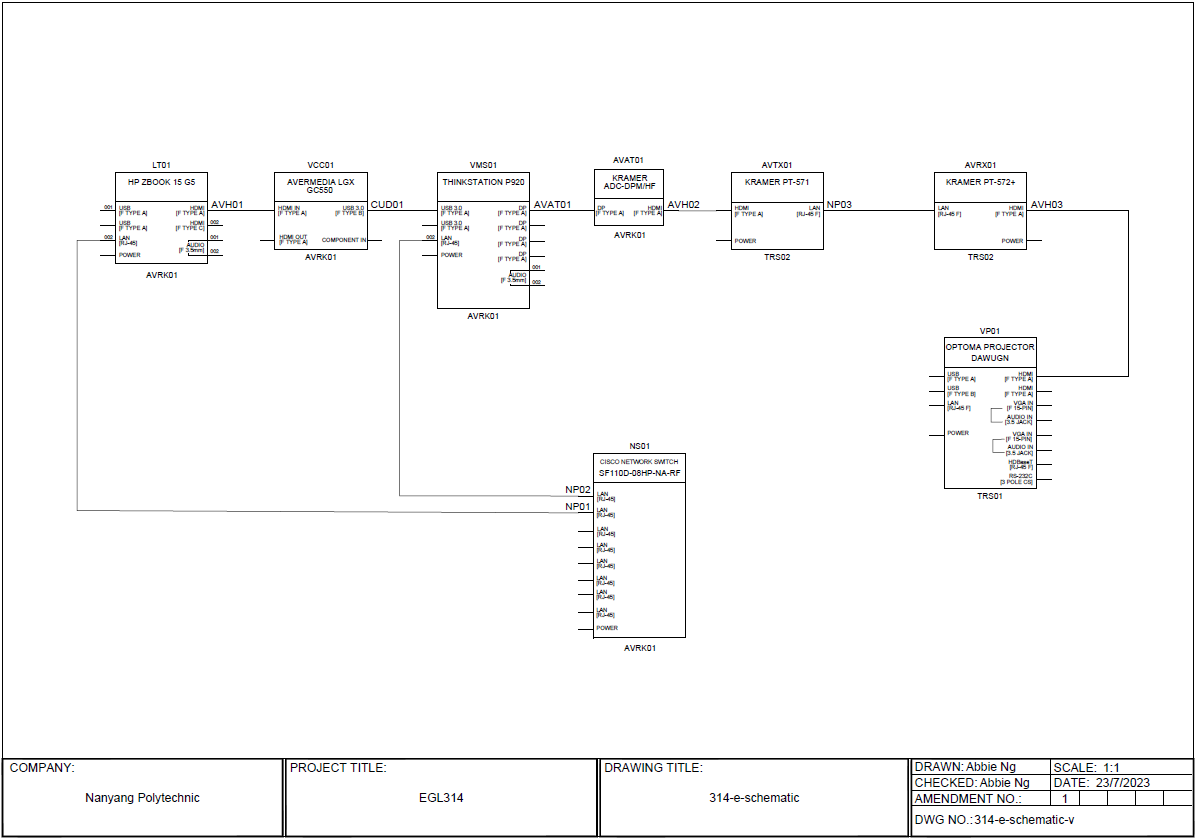 LT01
HP ZBOOK 15 G5
001
USB
[F TYPE A]
HDMI
[F TYPE A]
AVH01
USB
[F TYPE A]
HDMI
[F TYPE C]
002
002
LAN
[RJ-45]
AUDIO
[F 3.5mm]
001
002
POWER
AVRK01
VCC01
AVERMEDIA LGX
GC550
HDMI IN
[F TYPE A]
USB 3.0
[F TYPE B]
CUD01
HDMI OUT
[F TYPE A]
COMPONENT IN
AVRK01
VMS01
THINKSTATION P920
USB 3.0
[F TYPE A]
DP
[F TYPE A]
AVAT01
USB 3.0
[F TYPE A]
DP
[F TYPE A]
002
LAN
[RJ-45]
DP
[F TYPE A]
POWER
DP
[F TYPE A]
001
AUDIO
[F 3.5mm]
002
AVRK01
AVAT01
KRAMER
ADC-DPM/HF
DP
[F TYPE A]
HDMI
[F TYPE A]
AVH02
AVRK01
AVTX01
KRAMER PT-571
HDMI
[F TYPE A]
LAN
[RJ-45 F]
NP03
POWER
TRS02
AVRX01
KRAMER PT-572+
LAN
[RJ-45 F]
HDMI
[F TYPE A]
AVH03
POWER
TRS02
VP01
OPTOMA PROJECTOR
DAWUGN
USB
[F TYPE A]
HDMI
[F TYPE A]
USB
[F TYPE B]
HDMI
[F TYPE A]
LAN
[RJ-45 F]
VGA IN
[F 15-PIN]
AUDIO IN
[3.5 JACK]
POWER
VGA IN
[F 15-PIN]
AUDIO IN
[3.5 JACK]
HDBaseT
[RJ-45 F]
RS-232C
[3 POLE CS]
TRS01
NS01
CISCO NETWORK SWITCH
SF110D-08HP-NA-RF
NP02
LAN
[RJ-45]
NP01
LAN
[RJ-45]
LAN
[RJ-45]
LAN
[RJ-45]
LAN
[RJ-45]
LAN
[RJ-45]
LAN
[RJ-45]
LAN
[RJ-45]
POWER
AVRK01
COMPANY:
Nanyang Polytechnic
PROJECT TITLE:
EGL314
DRAWING TITLE:
314-e-schematic
DRAWN: Abbie Ng
SCALE: 1:1
CHECKED: Abbie Ng
DATE: 23/7/2023
AMENDMENT NO.:
1
DWG NO.: 314-e-schematic-v